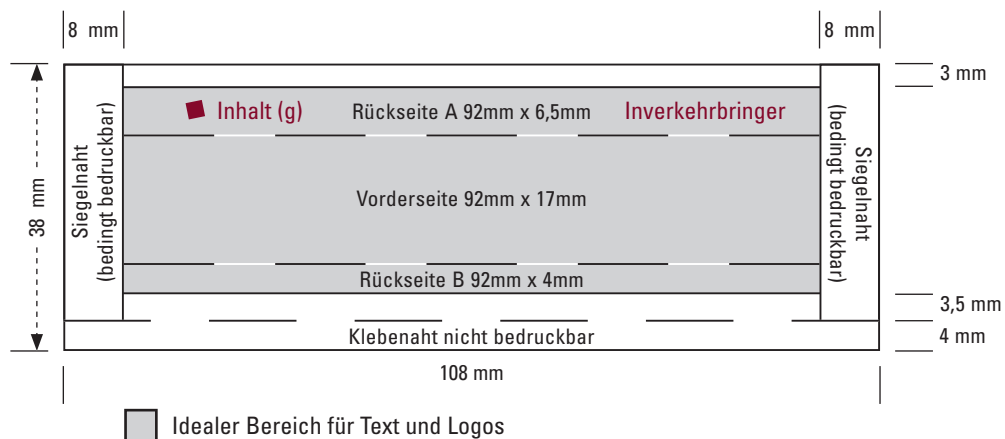 8 mm
8 mm
3 mm
Inhalt (g)
Rückseite A 92mm x 6,5mm
Inverkehrbringer
Siegelnaht
(bedingt bedruckbar)
38 mm
Vorderseite 92mm x 17mm
Siegelnaht
(bedingt bedruckbar)
Rückseite B 92mm x 4mm
3,5 mm
Klebenaht nicht bedruckbar
4 mm
108 mm
Idealer Bereich für Text und Logos